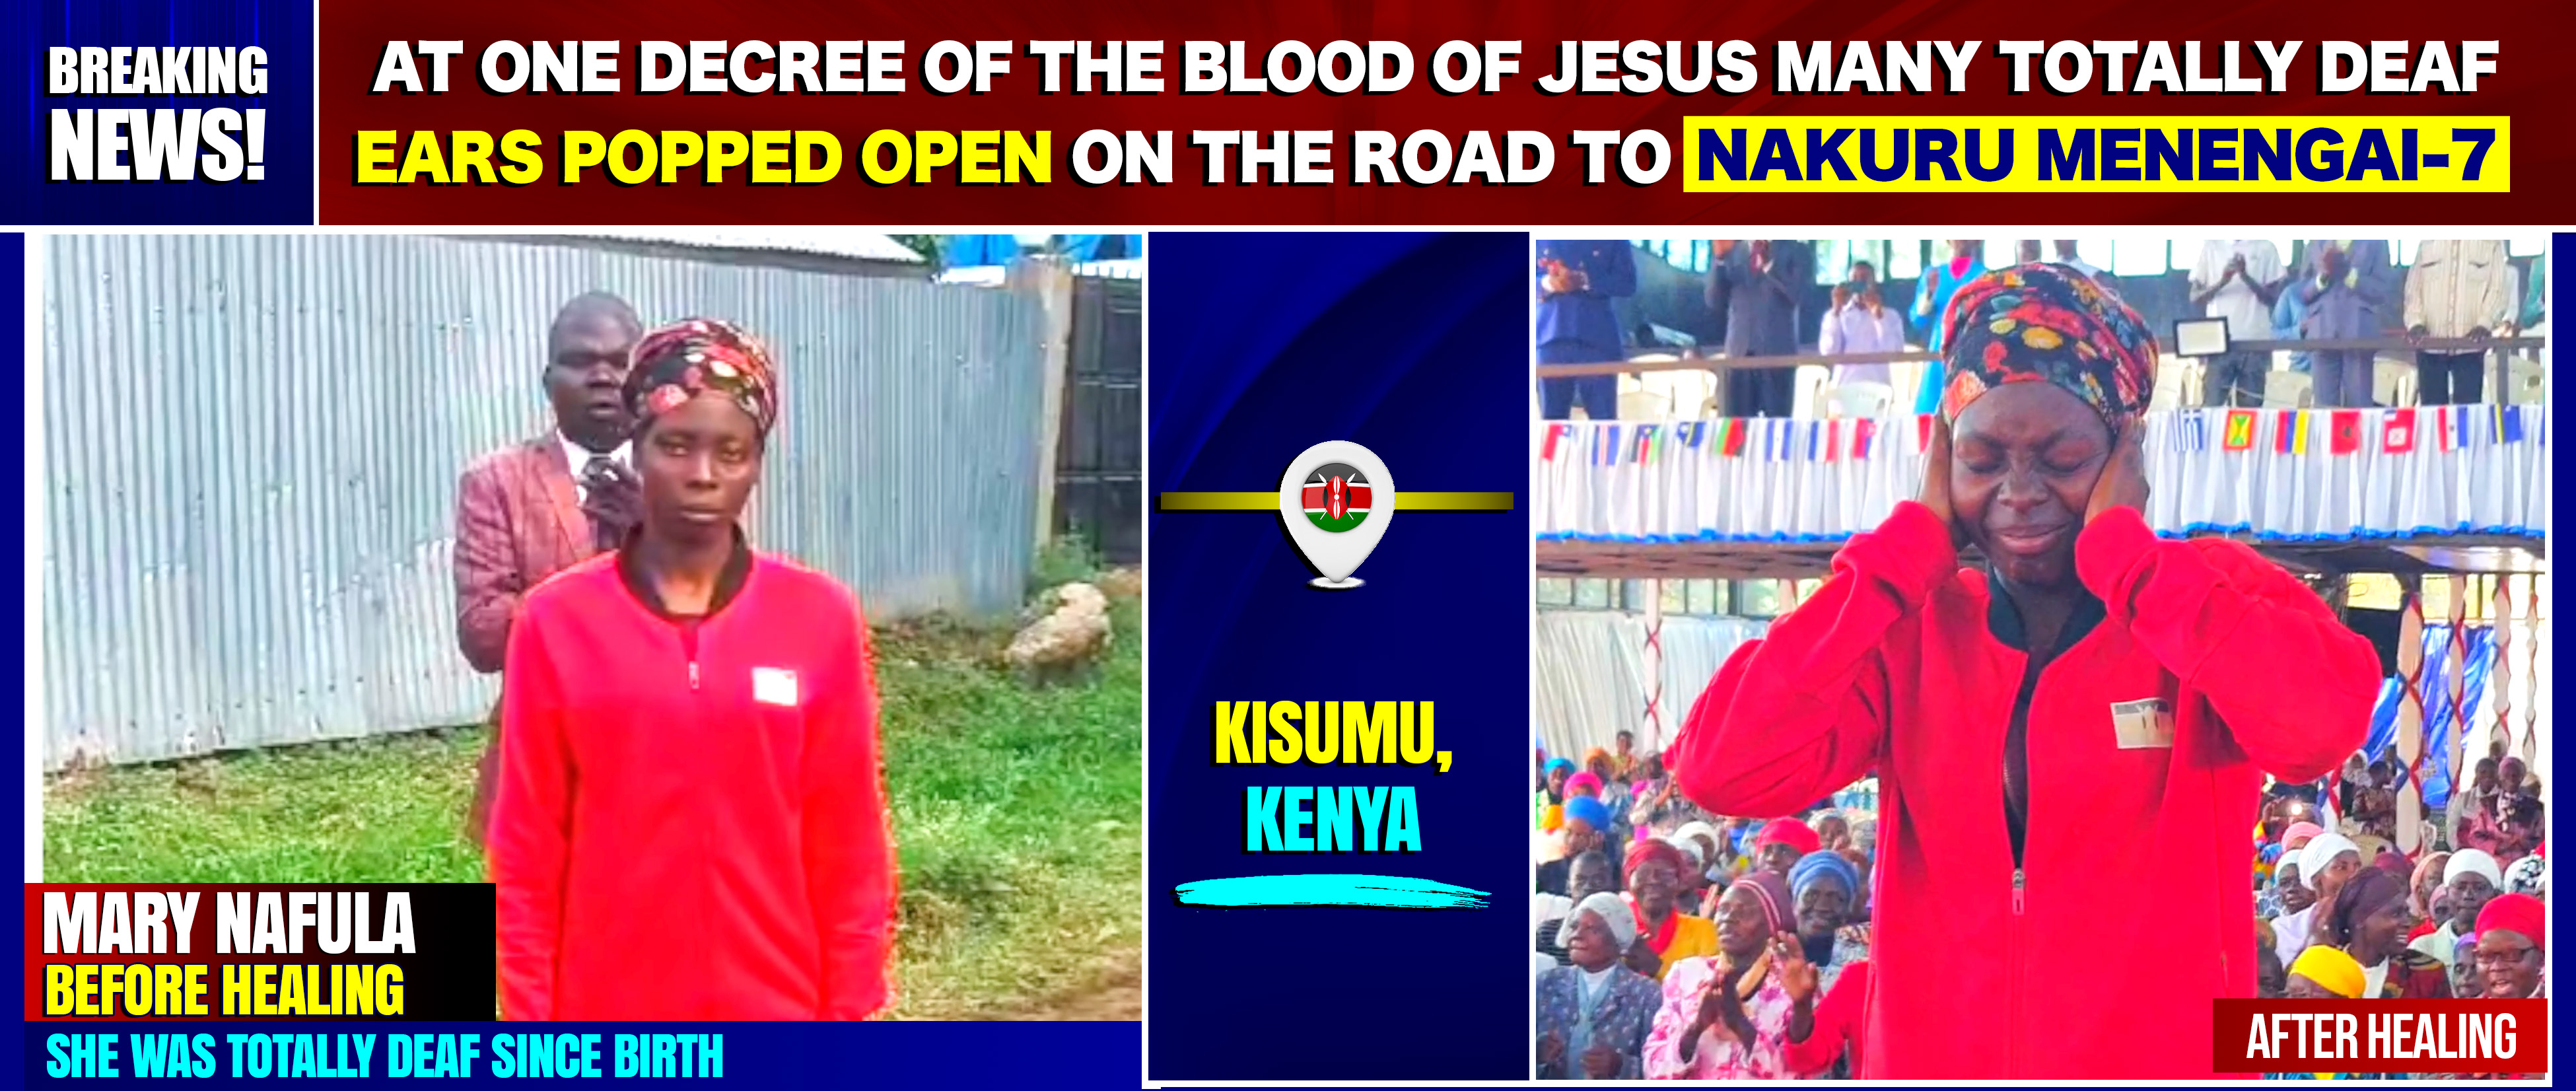 BREAKING
NEWS!
AT ONE DECREE OF THE BLOOD OF JESUS MANY TOTALLY DEAF
EARS POPPED OPEN ON THE ROAD TO NAKURU MENENGAI-7
MARY NAFULA
BEFORE HEALING
SHE WAS TOTALLY DEAF SINCE BIRTH
KISUMU,
KENYA
AFTER HEALING